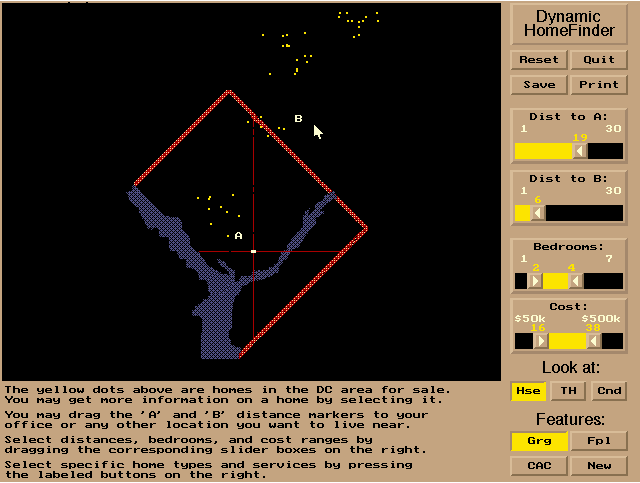 Dynamic
HomeFinder
Reset Quit
Save Print
B
Dist to A:
1 30
19
Dist to B:
1 30
6
A
Bedrooms:
1 7
2 4
Cost:
$50k $500k
16 38
Look at:
Hse TH Cnd
Features:
Grg Fpl
CAC New
The yellow dots above are homes in the DC area for sale.
You may get more information on a home by selecting it.
You may drag the 'A' and 'B' distance markers to your
office or any other location you want to live near.
Select distances, bedrooms, and cost ranges by
dragging the corresponding slider boxes on the right.
Select specific home types and services by pressing
the labeled buttons on the right.